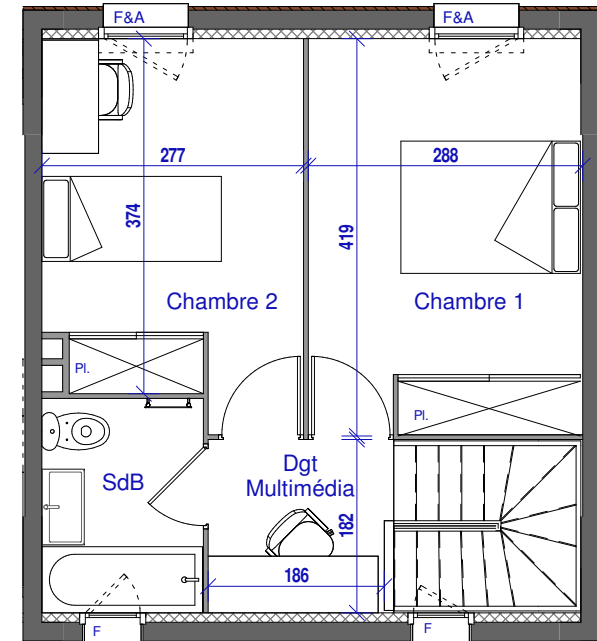 F&A
F&A
277
288
374
419
Chambre 2
Chambre 1
Pl.
Pl.
Dgt
Multimédia
SdB
182
186
F
F